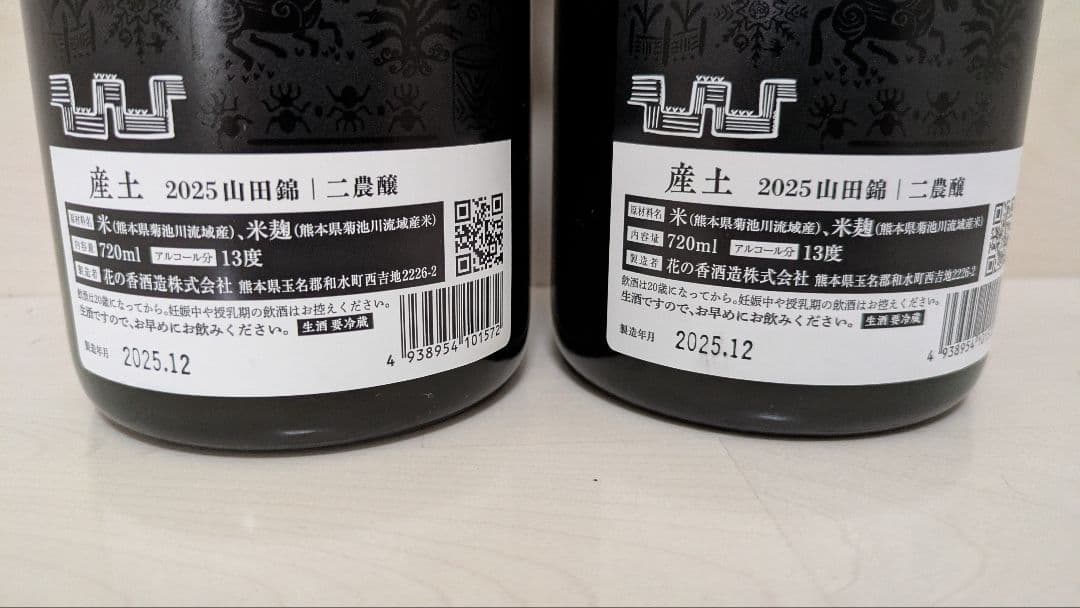 産土 2025山田錦|二農醸
原材料名 米(熊本県菊池川流域産)、米麹(熊本県菊池川流域産米)
内容量 720ml アルコール分 13度
製造者 花の香酒造株式会社 熊本県玉名郡和水町西吉地2226-2
飲酒は20歳になってから。妊娠中や授乳期の飲酒はお控えください。
生酒ですので、お早めにお飲みください。 生酒 要冷蔵
製造年月 2025.12
4 938954 101572
産土 2025山田錦|二農醸
原材料名 米(熊本県菊池川流域産)、米麹(熊本県菊池川流域産米)
内容量 720ml アルコール分 13度
製造者 花の香酒造株式会社 熊本県玉名郡和水町西吉地2226-2
飲酒は20歳になってから。妊娠中や授乳期の飲酒はお控えください。
生酒ですので、お早めにお飲みください。 生酒 要冷蔵
製造年月 2025.12
4 938954